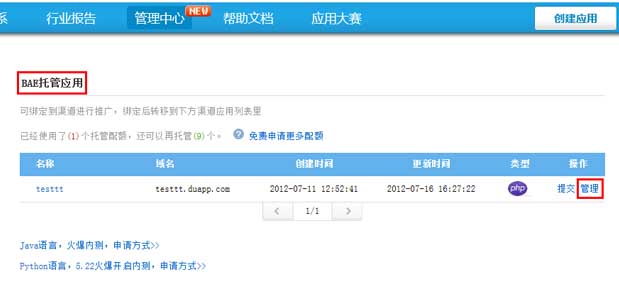 系 行业报告 管理中心 NEW 帮助文档 应用大赛 创建应用
BAE托管应用
可绑定到渠道进行推广，绑定后转移到下方渠道应用列表里
已经使用了(1)个托管配额，还可以再托管(9)个。 ? 免费申请更多配额
名称 域名 创建时间 更新时间 类型 操作
testtt testtt.duapp.com 2012-07-11 12:52:41 2012-07-16 16:27:22 php 提交 管理
< 1/1 >
Java语言，火爆内测，申请方式>>
Python语言，5.22火爆开启内测，申请方式>>